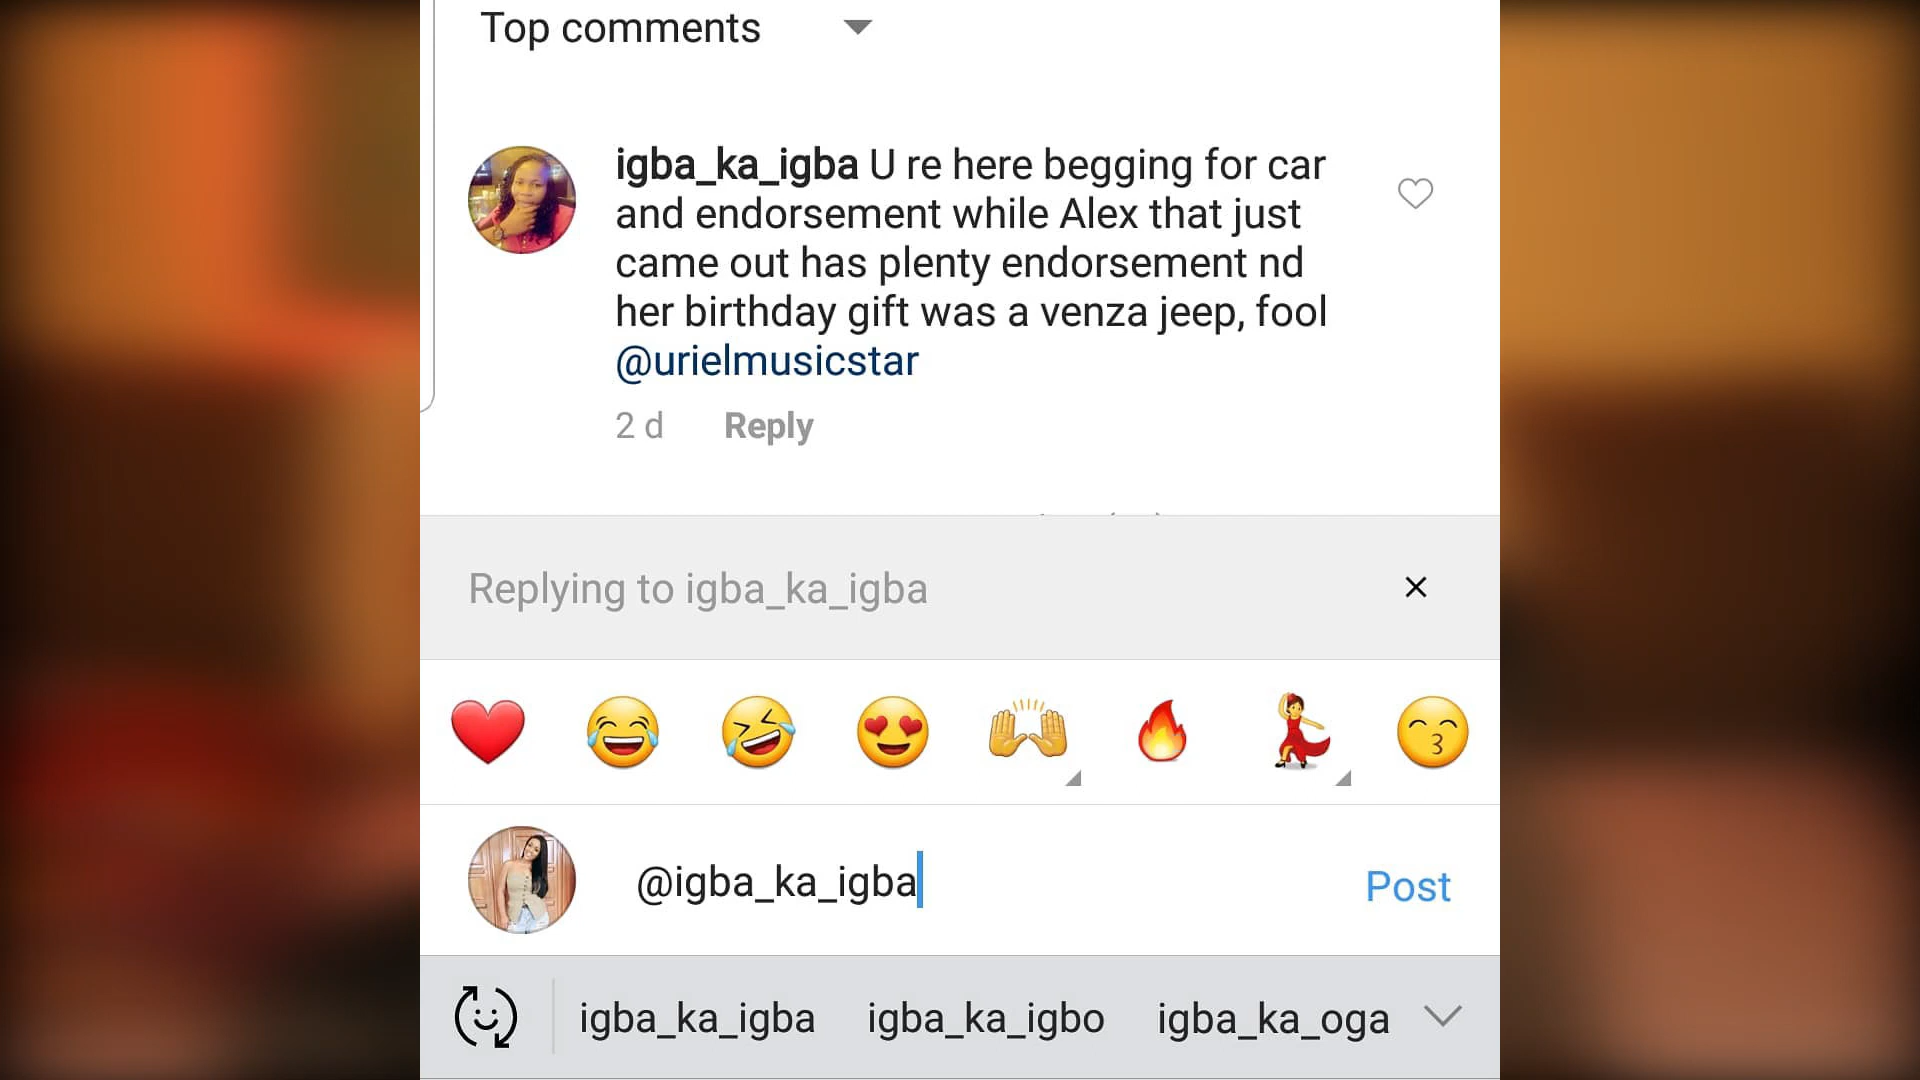 Top comments
igba_ka_igba U re here begging for car
and endorsement while Alex that just
came out has plenty endorsement nd
her birthday gift was a venza jeep, fool
@urielmusicstar
2 d Reply
Replying to igba_ka_igba
@igba_ka_igba Post
igba_ka_igba igba_ka_igbo igba_ka_oga